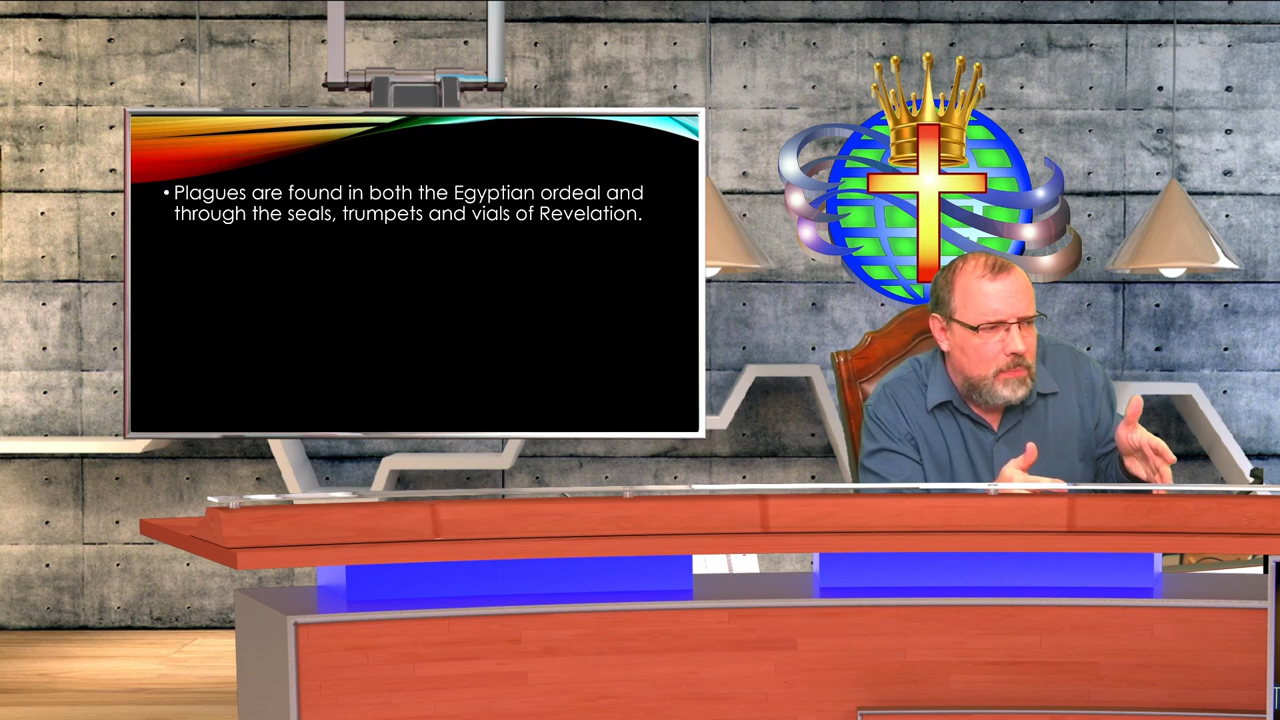 • Plagues are found in both the Egyptian ordeal and
through the seals, trumpets and vials of Revelation.